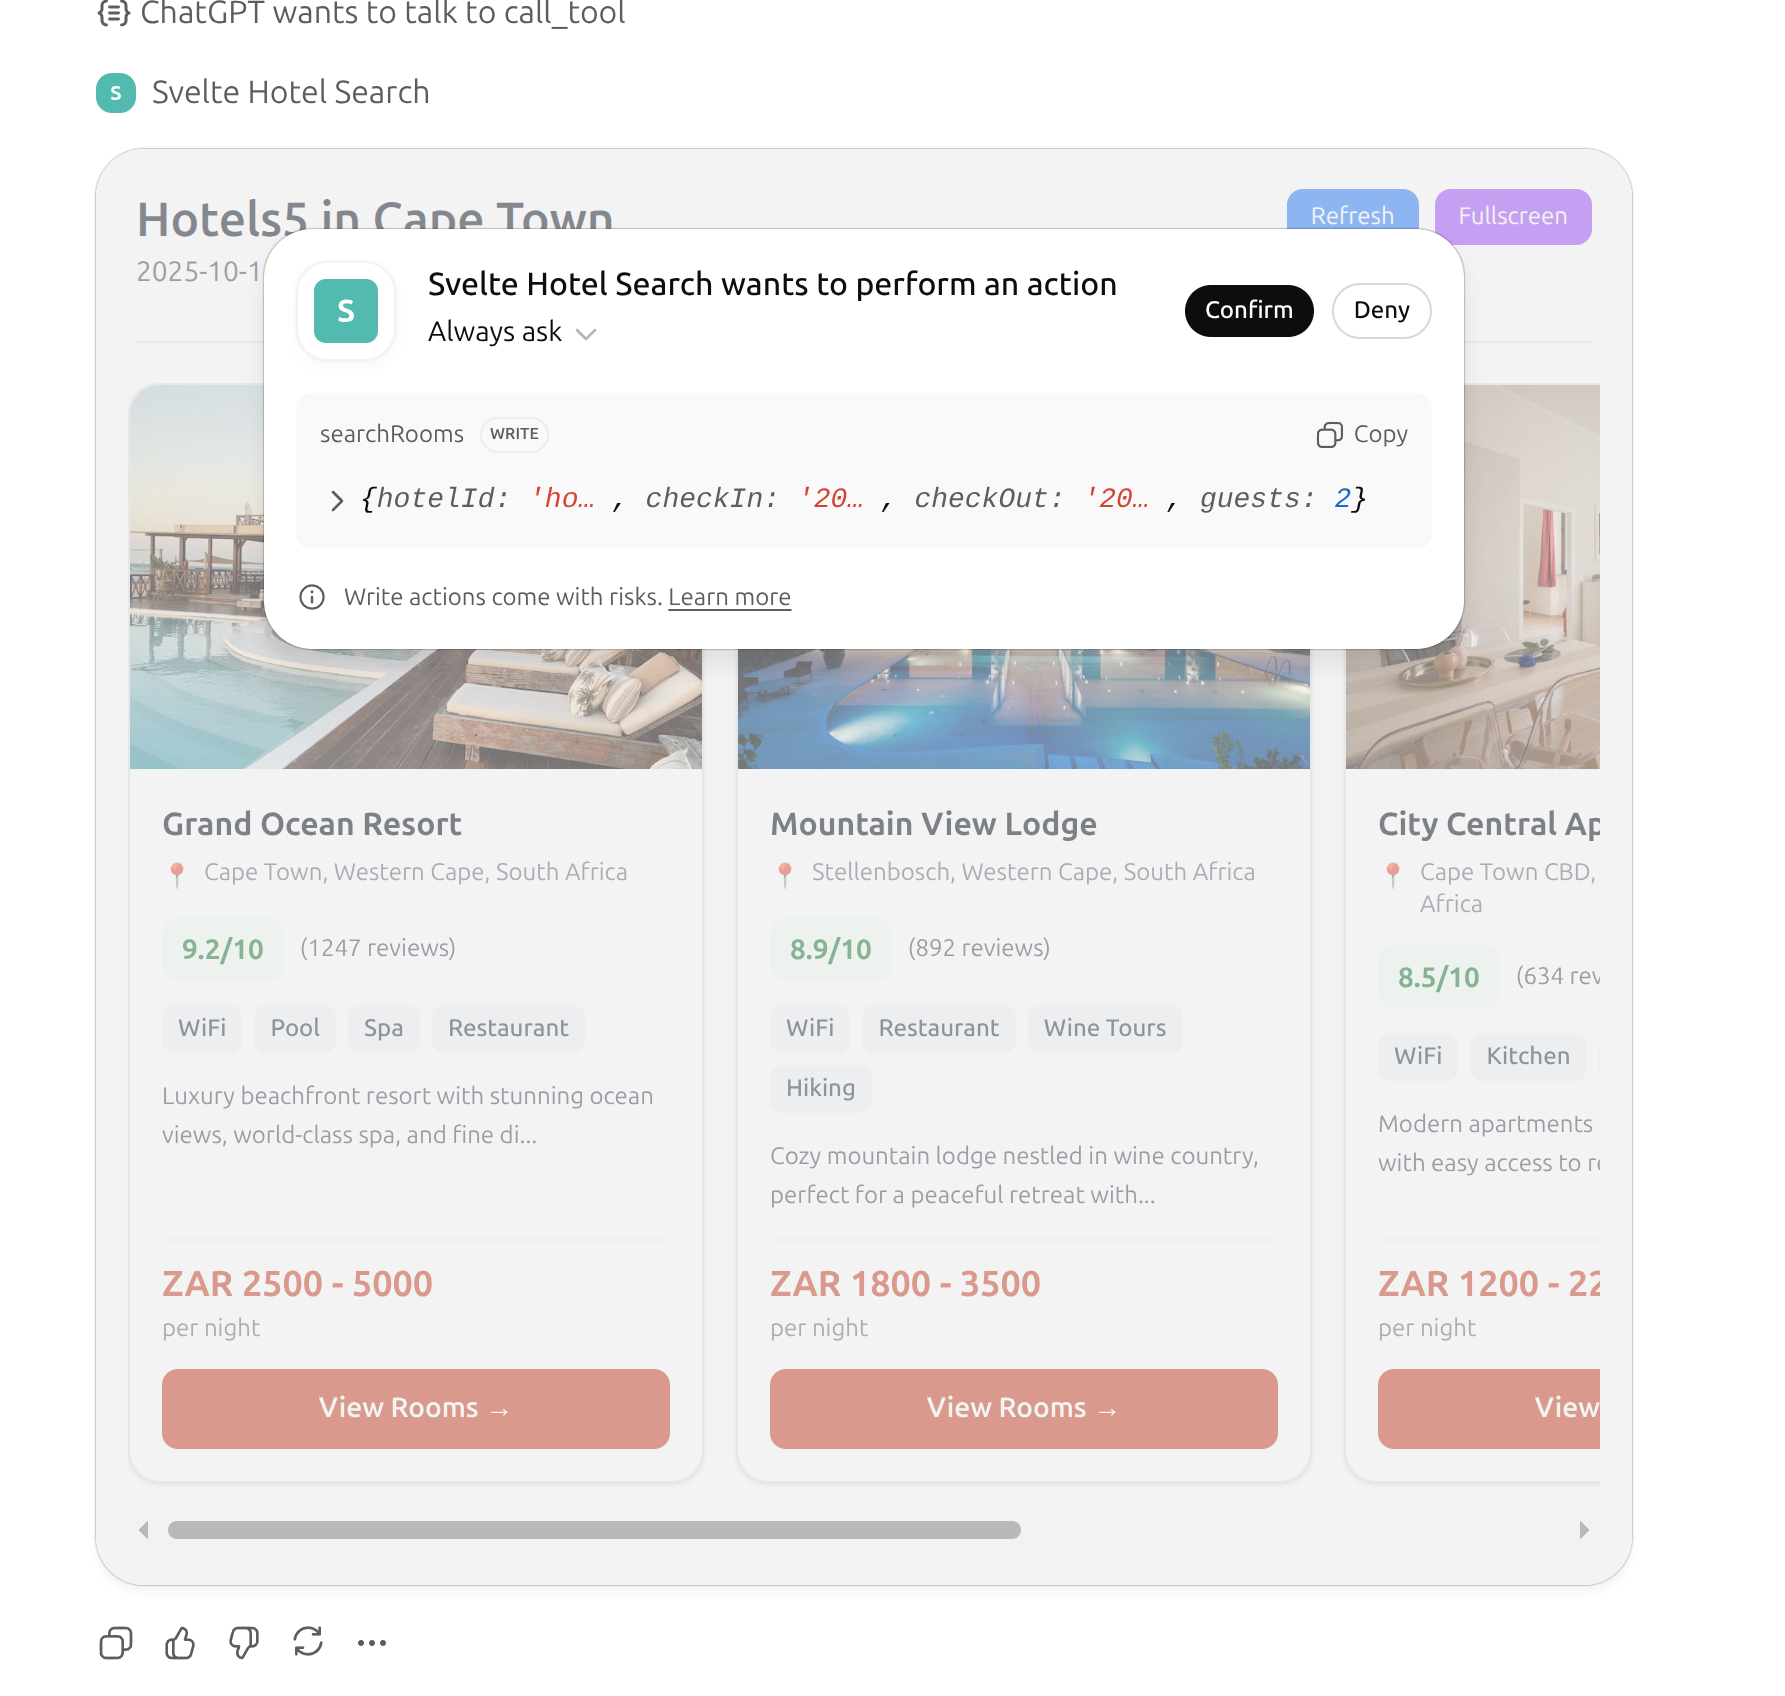 ChatGPT wants to talk to call_tool
S Svelte Hotel Search
Hotels5 in Cape Town
Refresh
Fullscreen
2025-10-1
S
Svelte Hotel Search wants to perform an action
Always ask
Confirm
Deny
searchRooms WRITE
Copy
{hotelId: 'ho… , checkIn: '20… , checkOut: '20… , guests: 2}
Write actions come with risks. Learn more
Grand Ocean Resort
📍 Cape Town, Western Cape, South Africa
9.2/10 (1247 reviews)
WiFi Pool Spa Restaurant
Luxury beachfront resort with stunning ocean
views, world-class spa, and fine di...
ZAR 2500 - 5000
per night
View Rooms →
Mountain View Lodge
📍 Stellenbosch, Western Cape, South Africa
8.9/10 (892 reviews)
WiFi Restaurant Wine Tours
Hiking
Cozy mountain lodge nestled in wine country,
perfect for a peaceful retreat with...
ZAR 1800 - 3500
per night
View Rooms →
City Central Ap
📍 Cape Town CBD,
Africa
8.5/10 (634 rev
WiFi Kitchen
Modern apartments
with easy access to re
ZAR 1200 - 22
per night
View